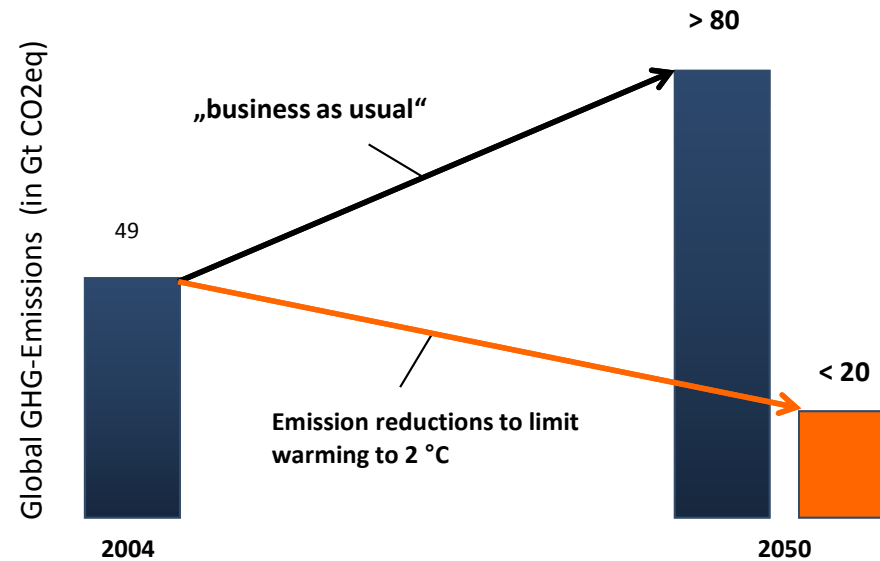 Global GHG-Emissions (in Gt CO2eq)
> 80
„business as usual“
49
< 20
Emission reductions to limit
warming to 2 °C
2004
2050